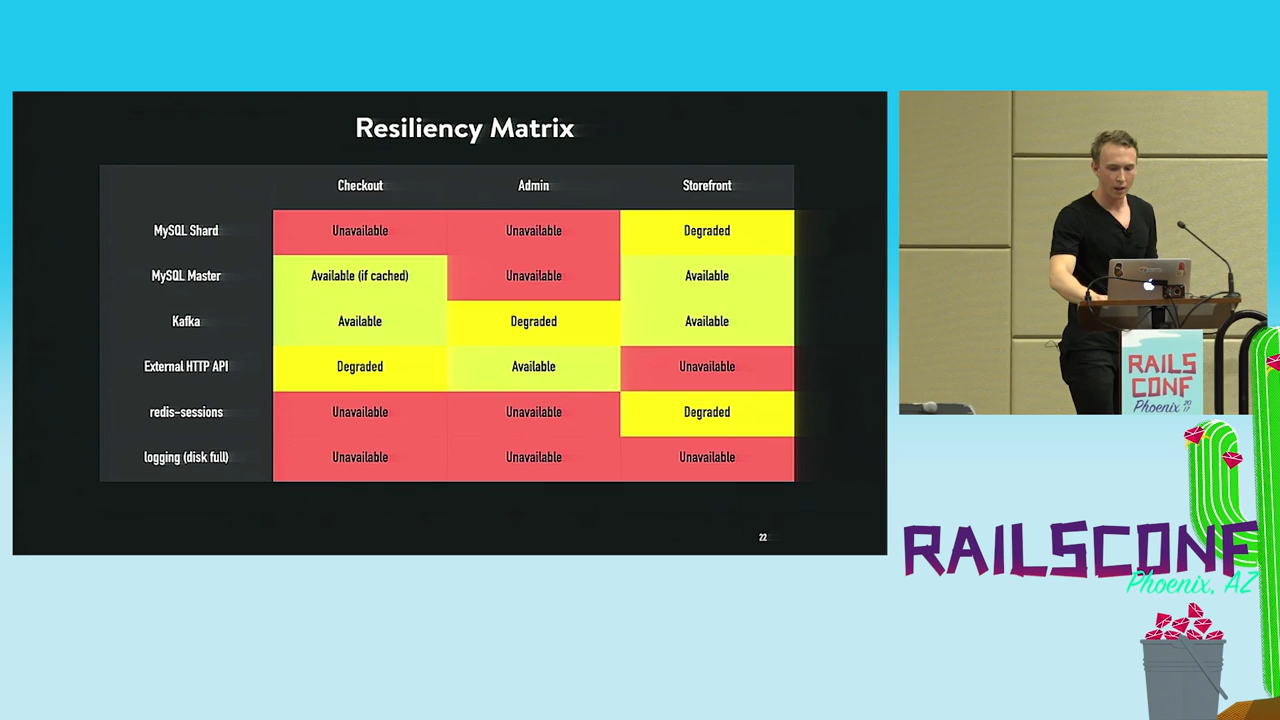 Resiliency Matrix
Checkout Admin Storefront
MySQL Shard Unavailable Unavailable Degraded
MySQL Master Available (if cached) Unavailable Available
Kafka Available Degraded Available
External HTTP API Degraded Available Unavailable
redis-sessions Unavailable Unavailable Degraded
logging (disk full) Unavailable Unavailable Unavailable
22
RAILS
CONF
Phoenix 20
17
RAILSCONF
Phoenix, AZ